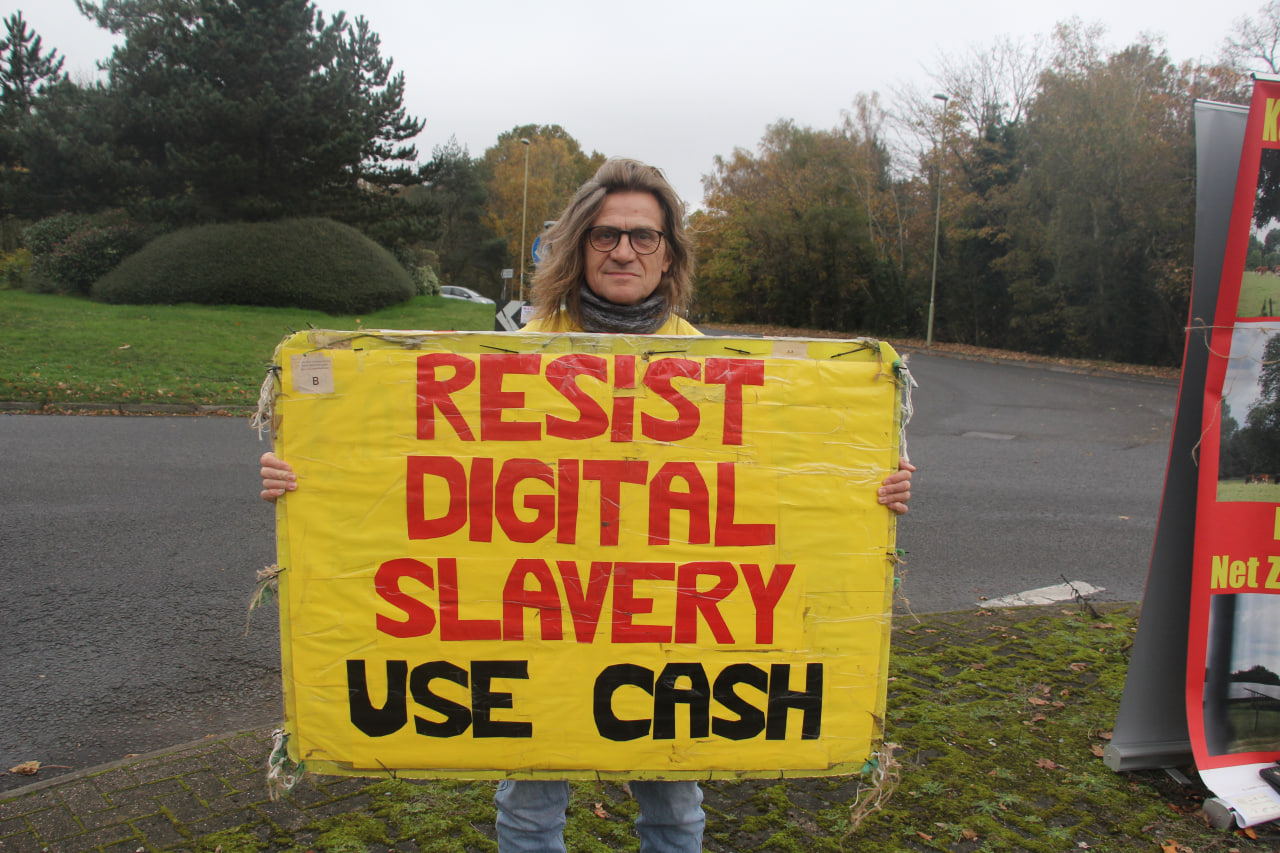 RESIST
DIGITAL
SLAVERY
USE CASH
B
Net Z